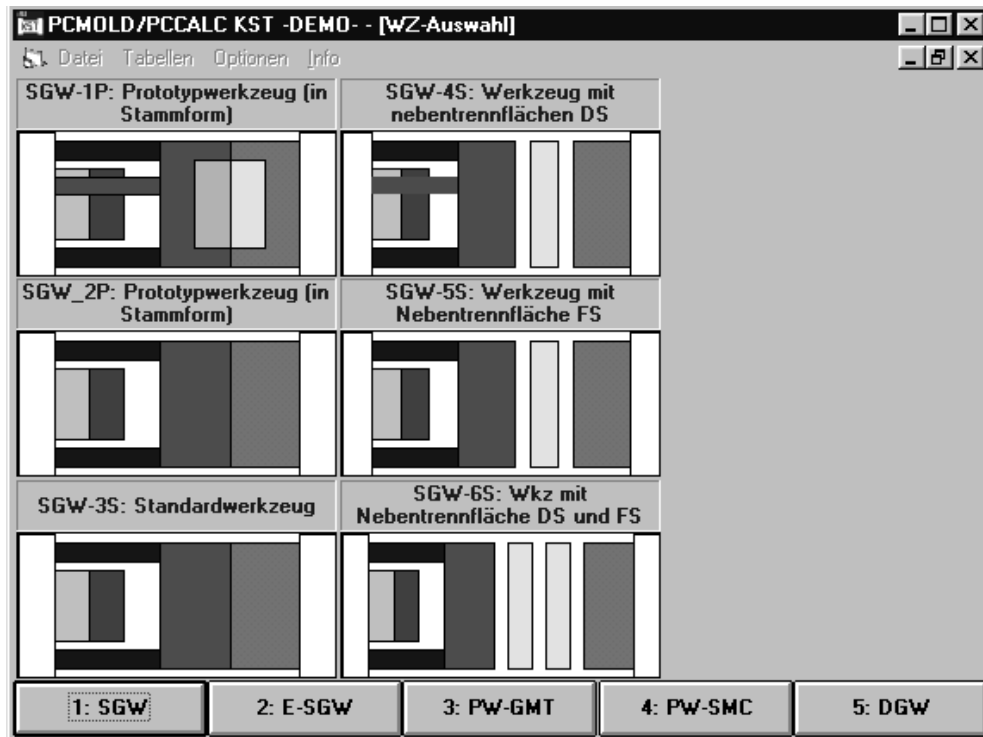 PCMOLD/PCCALC KST -DEMO- - [WZ-Auswahl]
Datei Tabellen Optionen Info
SGW-1P: Prototypwerkzeug (in
Stammform)
SGW-4S: Werkzeug mit
nebentrennflächen DS
SGW_2P: Prototypwerkzeug (in
Stammform)
SGW-5S: Werkzeug mit
Nebentrennfläche FS
SGW-3S: Standardwerkzeug
SGW-6S: Wkz mit
Nebentrennfläche DS und FS
1: SGW
2: E-SGW
3: PW-GMT
4: PW-SMC
5: DGW